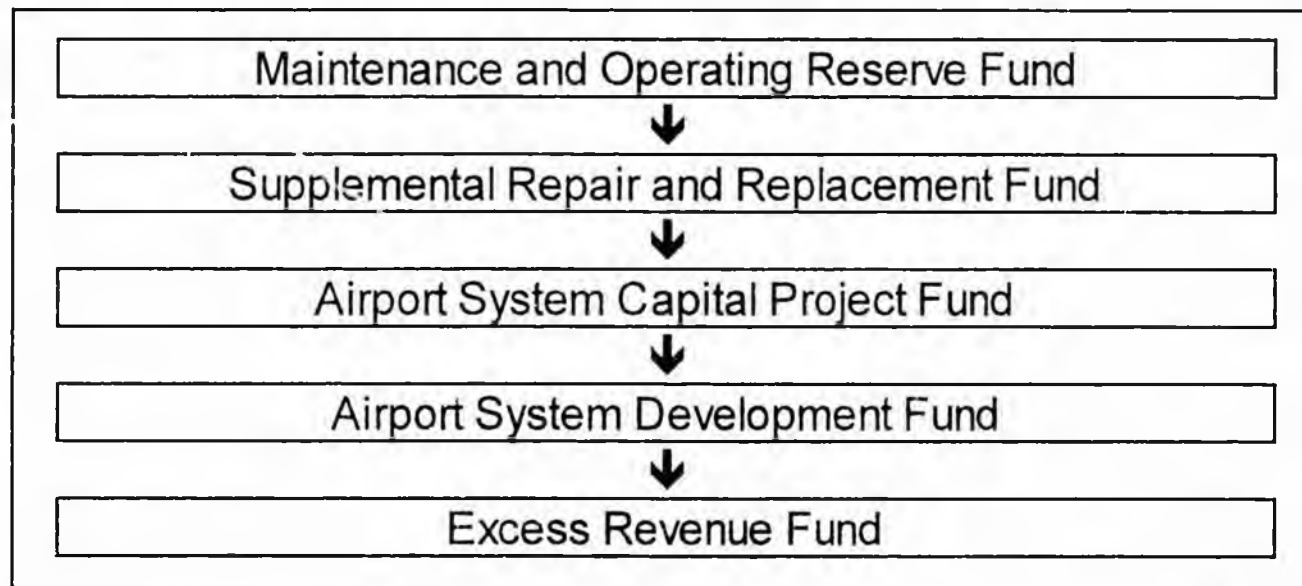 Maintenance and Operating Reserve Fund
Supplemental Repair and Replacement Fund
Airport System Capital Project Fund
Airport System Development Fund
Excess Revenue Fund